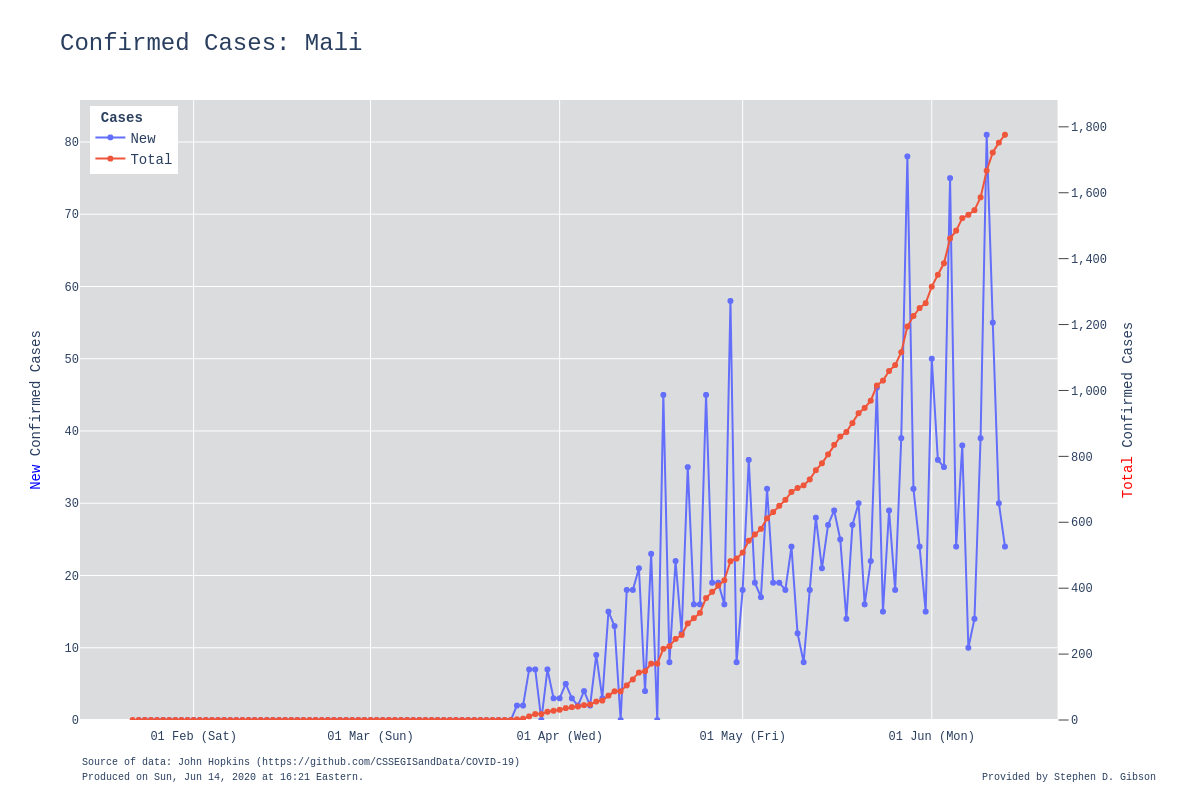 Confirmed Cases: Mali
Cases
New
Total
80
70
60
50
40
30
20
10
0
1,800
1,600
1,400
1,200
1,000
800
600
400
200
0
New Confirmed Cases
Total Confirmed Cases
01 Feb (Sat)
01 Mar (Sun)
01 Apr (Wed)
01 May (Fri)
01 Jun (Mon)
Source of data: John Hopkins (https://github.com/CSSEGISandData/COVID-19)
Produced on Sun, Jun 14, 2020 at 16:21 Eastern.
Provided by Stephen D. Gibson